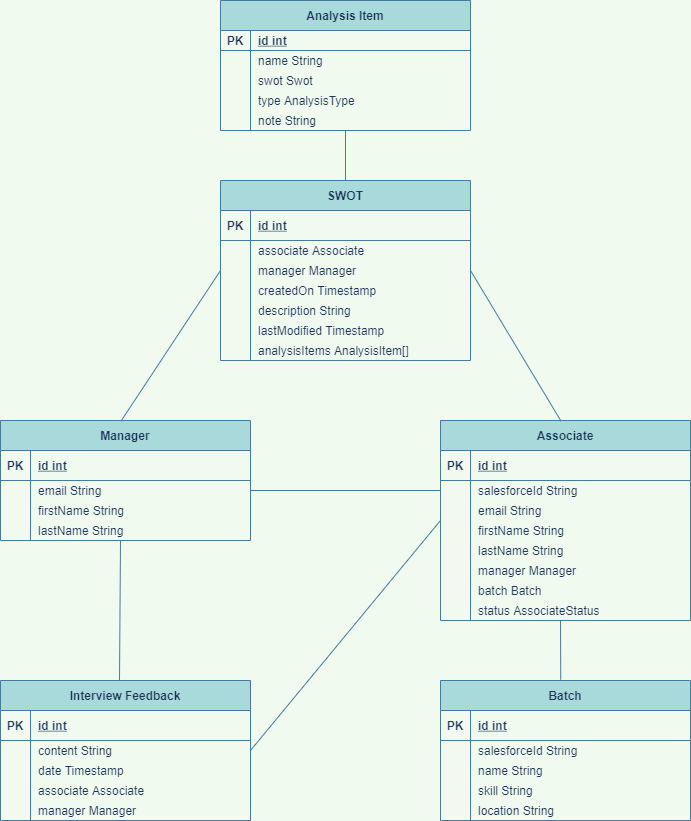 Analysis Item
PK id int
name String
swot Swot
type AnalysisType
note String
SWOT
PK id int
associate Associate
manager Manager
createdOn Timestamp
description String
lastModified Timestamp
analysisItems AnalysisItem[]
Manager
PK id int
email String
firstName String
lastName String
Associate
PK id int
salesforceId String
email String
firstName String
lastName String
manager Manager
batch Batch
status AssociateStatus
Interview Feedback
PK id int
content String
date Timestamp
associate Associate
manager Manager
Batch
PK id int
salesforceId String
name String
skill String
location String